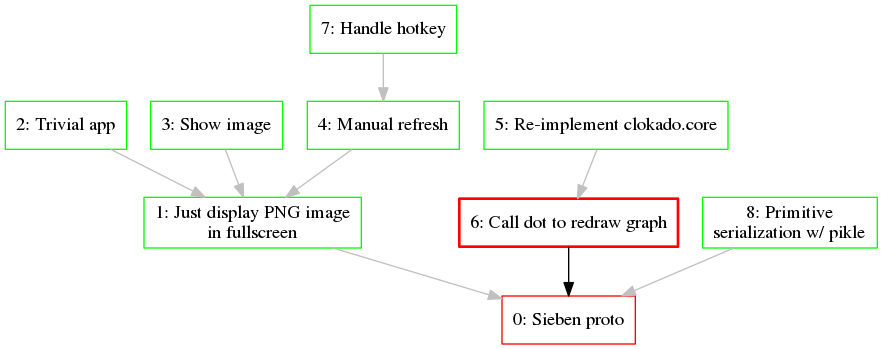 7: Handle hotkey
2: Trivial app
3: Show image
4: Manual refresh
5: Re-implement clokado.core
1: Just display PNG image
in fullscreen
6: Call dot to redraw graph
8: Primitive
serialization w/ pikle
0: Sieben proto